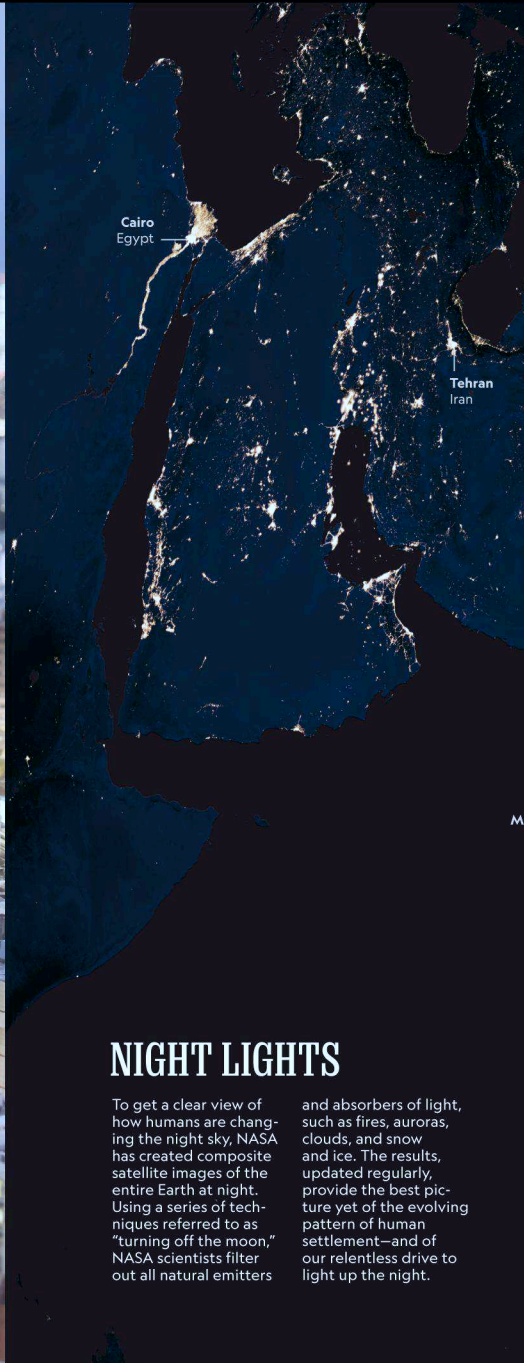 Cairo
Egypt
Tehran
Iran
M
NIGHT LIGHTS
To get a clear view of
how humans are chang-
ing the night sky, NASA
has created composite
satellite images of the
entire Earth at night.
Using a series of tech-
niques referred to as
“turning off the moon,”
NASA scientists filter
out all natural emitters
and absorbers of light,
such as fires, auroras,
clouds, and snow
and ice. The results,
updated regularly,
provide the best pic-
ture yet of the evolving
pattern of human
settlement—and of
our relentless drive to
light up the night.